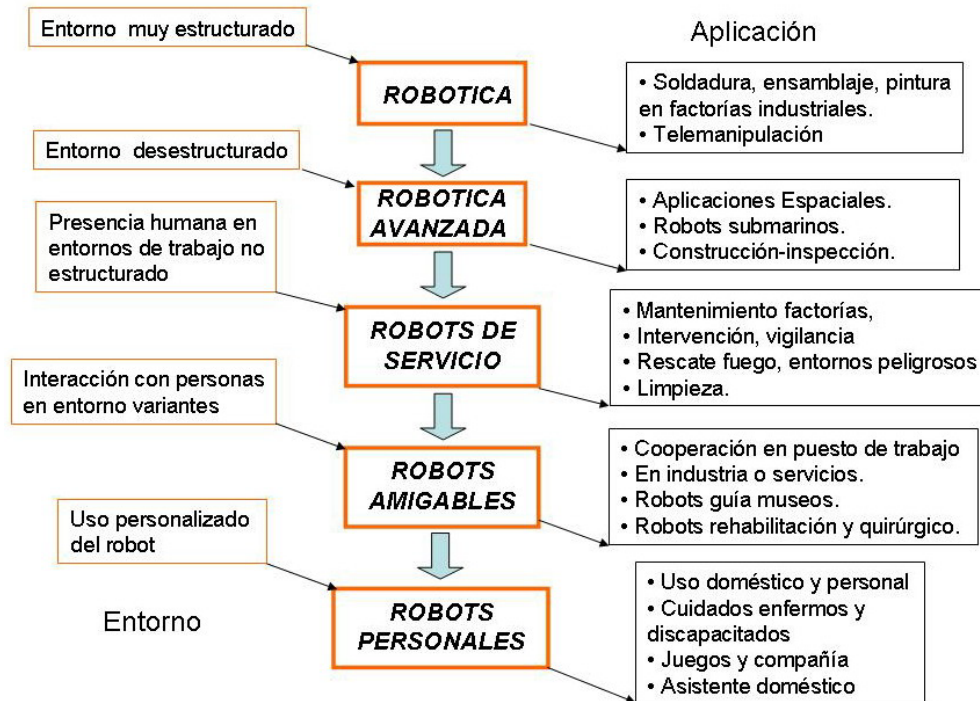 Entorno muy estructurado
Aplicación
ROBOTICA
• Soldadura, ensamblaje, pintura
en factorías industriales.
• Telemanipulación
Entorno desestructurado
ROBOTICA
AVANZADA
• Aplicaciones Espaciales.
• Robots submarinos.
• Construcción-inspección.
Presencia humana en
entornos de trabajo no
estructurado
ROBOTS DE
SERVICIO
• Mantenimiento factorías,
• Intervención, vigilancia
• Rescate fuego, entornos peligrosos
• Limpieza.
Interacción con personas
en entorno variantes
ROBOTS
AMIGABLES
• Cooperación en puesto de trabajo
• En industria o servicios.
• Robots guía museos.
• Robots rehabilitación y quirúrgico.
Uso personalizado
del robot
Entorno
ROBOTS
PERSONALES
• Uso doméstico y personal
• Cuidados enfermos y
discapacitados
• Juegos y compañía
• Asistente doméstico